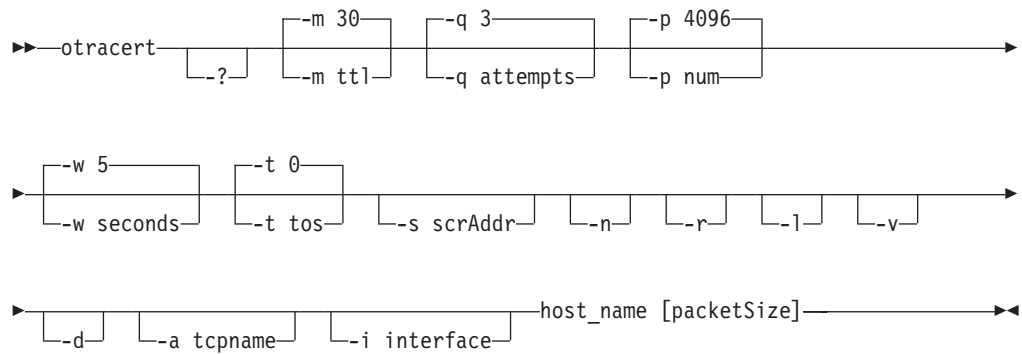 -m 30 -q 3 -p 4096
otracert
-? -m ttl -q attempts -p num
-w 5 -t 0
-w seconds -t tos -s scrAddr -n -r -l -v
host_name [packetSize]
-d -a tcpname -i interface